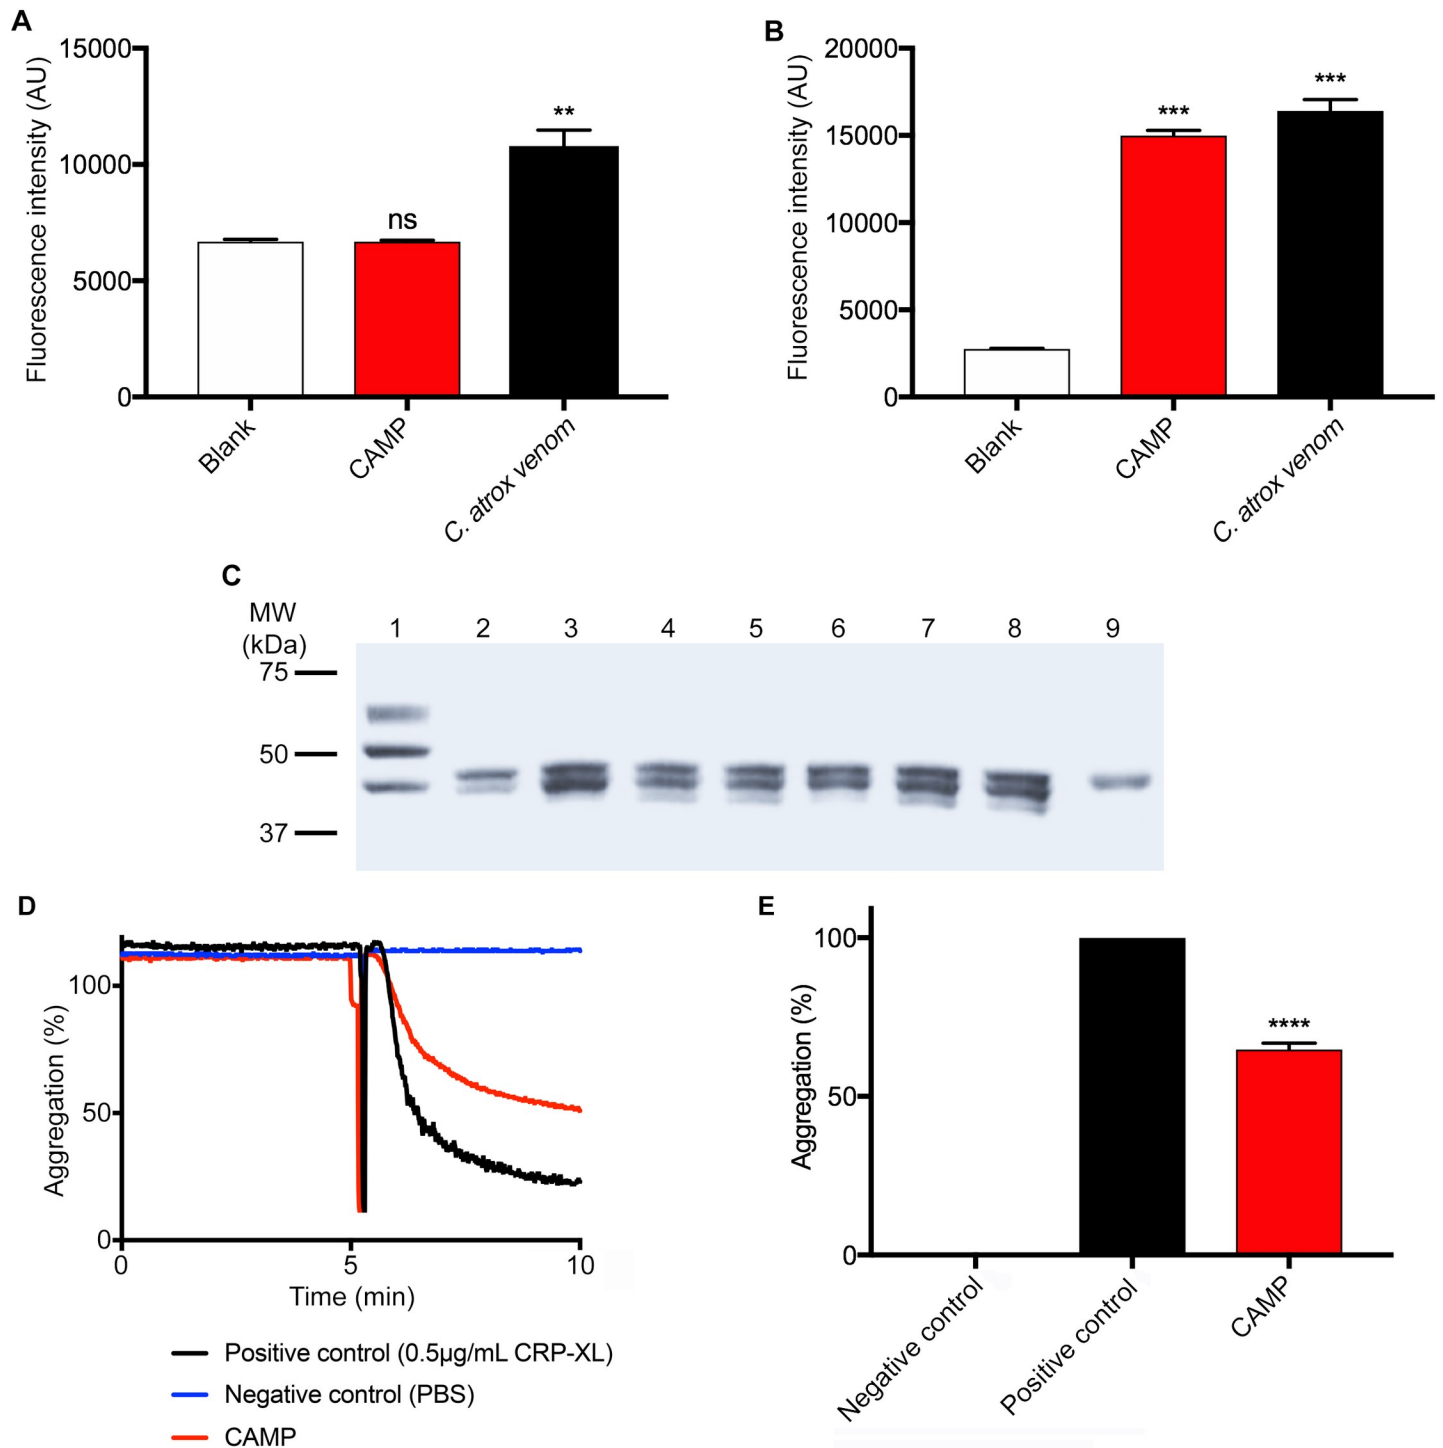 A
15000
10000
5000
0
Fluorescence intensity (AU)
ns
**
Blank
CAMP
C. atrox venom
B
20000
15000
10000
5000
0
Fluorescence intensity (AU)
***
***
Blank
CAMP
C. atrox venom
C
MW
(kDa)
1 2 3 4 5 6 7 8 9
75
50
37
D
100
50
0
Aggregation (%)
0 5 10
Time (min)
Positive control (0.5µg/mL CRP-XL)
Negative control (PBS)
CAMP
E
100
50
0
Aggregation (%)
****
Negative control
Positive control
CAMP